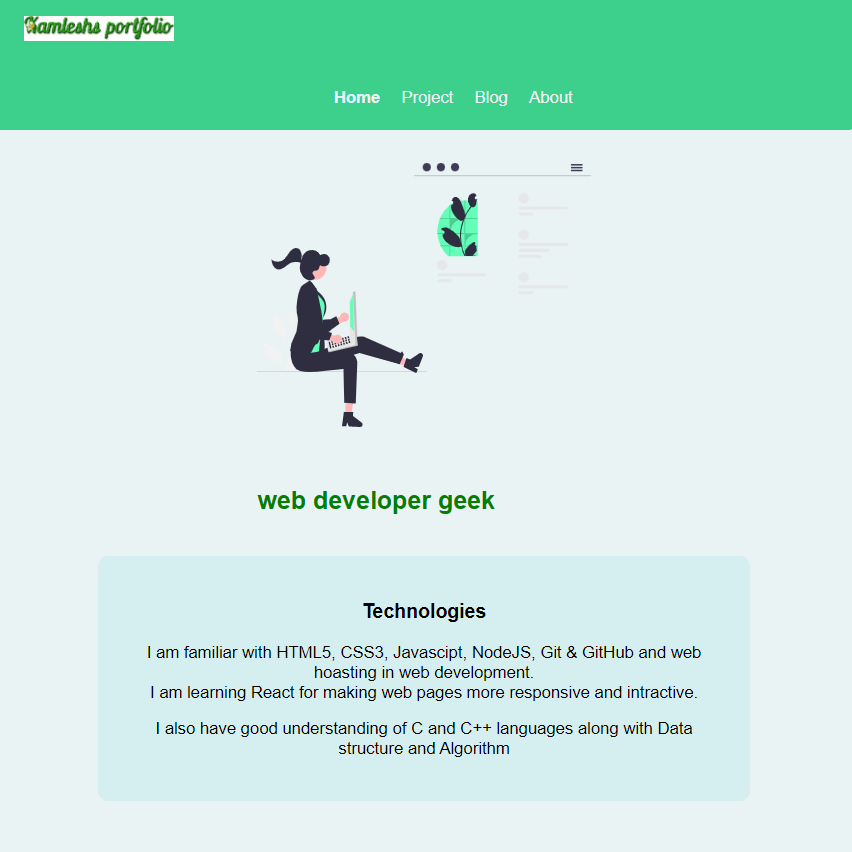 Kamleshs portfolio
Home Project Blog About
web developer geek
Technologies
I am familiar with HTML5, CSS3, Javascipt, NodeJS, Git & GitHub and web
hoasting in web development.
I am learning React for making web pages more responsive and intractive.
I also have good understanding of C and C++ languages along with Data
structure and Algorithm